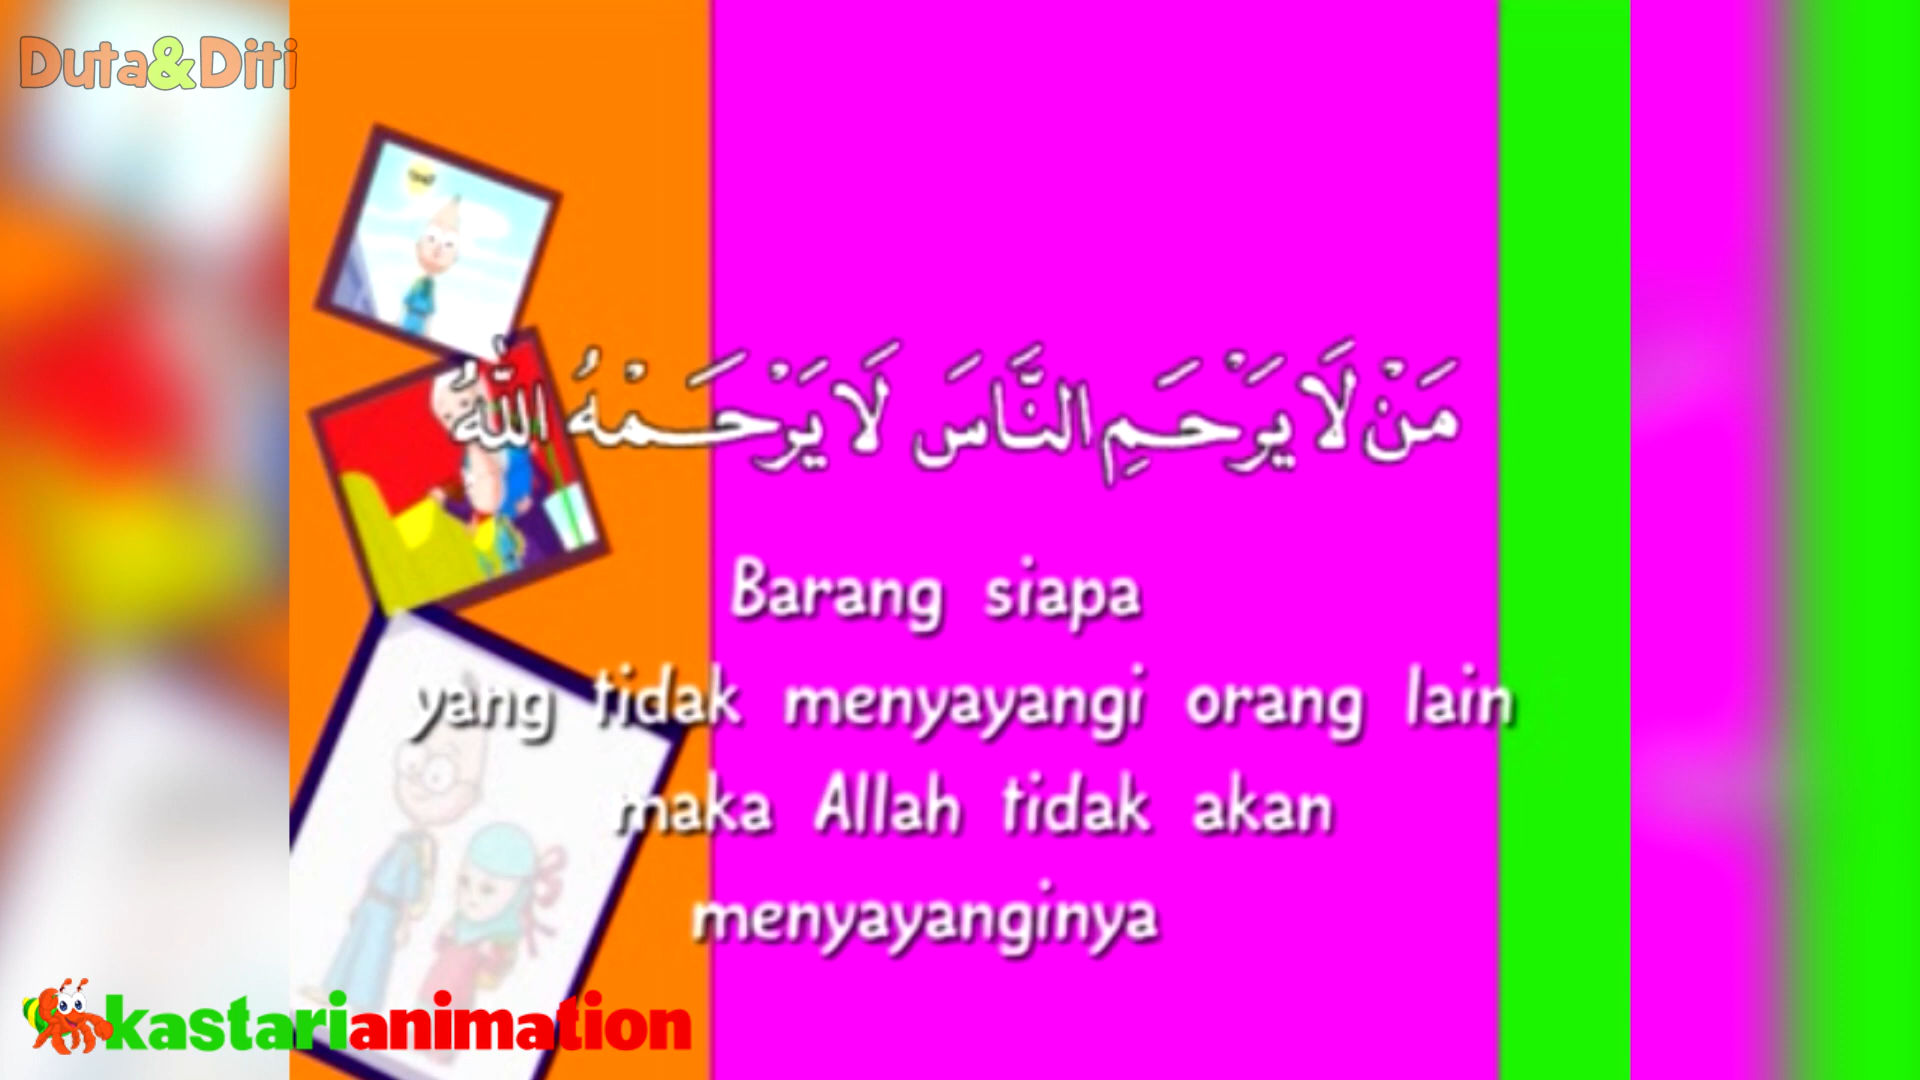 Duta&Diti
مَنْ لَا يَرْحَمِ النَّاسَ لَا يَرْحَمْهُ اللّٰهُ
Barang siapa
yang tidak menyayangi orang lain
maka Allah tidak akan
menyayanginya
kastarianimation